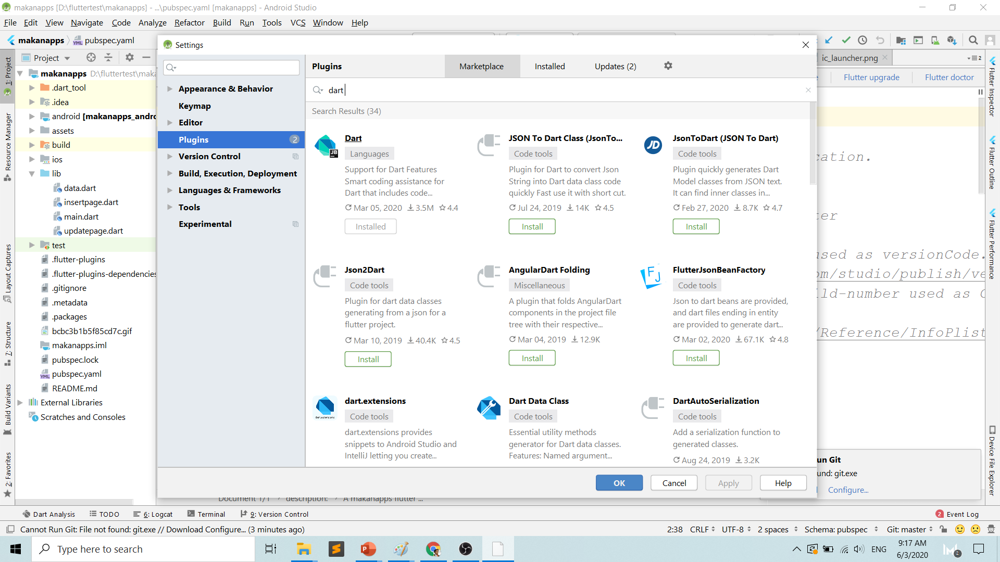 makanapps [D:\fluttertest\makanapps] - ...\pubspec.yaml [makanapps] - Android Studio
File Edit View Navigate Code Analyze Refactor Build Run Tools VCS Window Help
makanapps pubspec.yaml
Settings
Project
ic_launcher.png
2
1: Project
Resource Manager
Layout Captures
7: Structure
Build Variants
2: Favorites
makanapps D:\fluttertest\maka
.dart_tool
.idea
android [makanapps_andro
assets
build
ios
lib
data.dart
insertpage.dart
main.dart
updatepage.dart
test
.flutter-plugins
.flutter-plugins-dependencies
.gitignore
.metadata
.packages
bcbc3b1b5f85cd7c.gif
makanapps.iml
pubspec.lock
pubspec.yaml
README.md
External Libraries
Scratches and Consoles
Appearance & Behavior
Keymap
Editor
Plugins 2
Version Control
Build, Execution, Deployment
Languages & Frameworks
Tools
Experimental
Plugins Marketplace Installed Updates (2)
dart
Search Results (34)
Dart
Languages
Support for Dart Features
Smart coding assistance for
Dart that includes code...
Mar 05, 2020 3.5M 4.4
Installed
JSON To Dart Class (JsonTo...
Code tools
Plugin for Dart to convert Json
String into Dart data class code
quickly Fast use it with short cut.
Jul 24, 2019 14K 4.5
Install
JD
JsonToDart (JSON To Dart)
Code tools
Plugin quickly generates Dart
Model classes from JSON text.
It can find inner classes in...
Feb 27, 2020 8.7K 4.7
Install
Json2Dart
Code tools
Plugin for dart data classes
generating from a json for a
flutter project.
Mar 10, 2019 40.4K 4.5
Install
AngularDart Folding
Miscellaneous
A plugin that folds AngularDart
components in the project file
tree with their respective...
Mar 04, 2019 12.9K
Install
FJ
FlutterJsonBeanFactory
Code tools
Json to dart beans are provided,
and dart files ending in entity
are provided to generate dart...
Mar 02, 2020 67.1K 4.8
Install
dart.extensions
Code tools
dart.extensions provides
snippets to Android Studio and
IntelliJ letting you create...
Dart Data Class
Code tools
Essential utility methods
generator for Dart data classes.
Features: Named argument...
DartAutoSerialization
Code tools
Add a serialization function to
generated classes.
Aug 24, 2019 3.2K
OK Cancel Apply Help
e Flutter upgrade Flutter doctor
cation.
ter
used as versionCode.
om/studio/publish/ve
ld-number used as C
/Reference/InfoPlist
un Git
und: git.exe
Configure...
Flutter Inspector
Flutter Outline
Flutter Performance
Device File Explorer
Document 1/1 description: A makanapps flutter ...
Dart Analysis TODO 6: Logcat Terminal 9: Version Control 2 Event Log
Cannot Run Git: File not found: git.exe // Download Configure... (3 minutes ago) 2:38 CRLF UTF-8 2 spaces Schema: pubspec Git: master
Type here to search
ENG
9:17 AM
6/3/2020
2